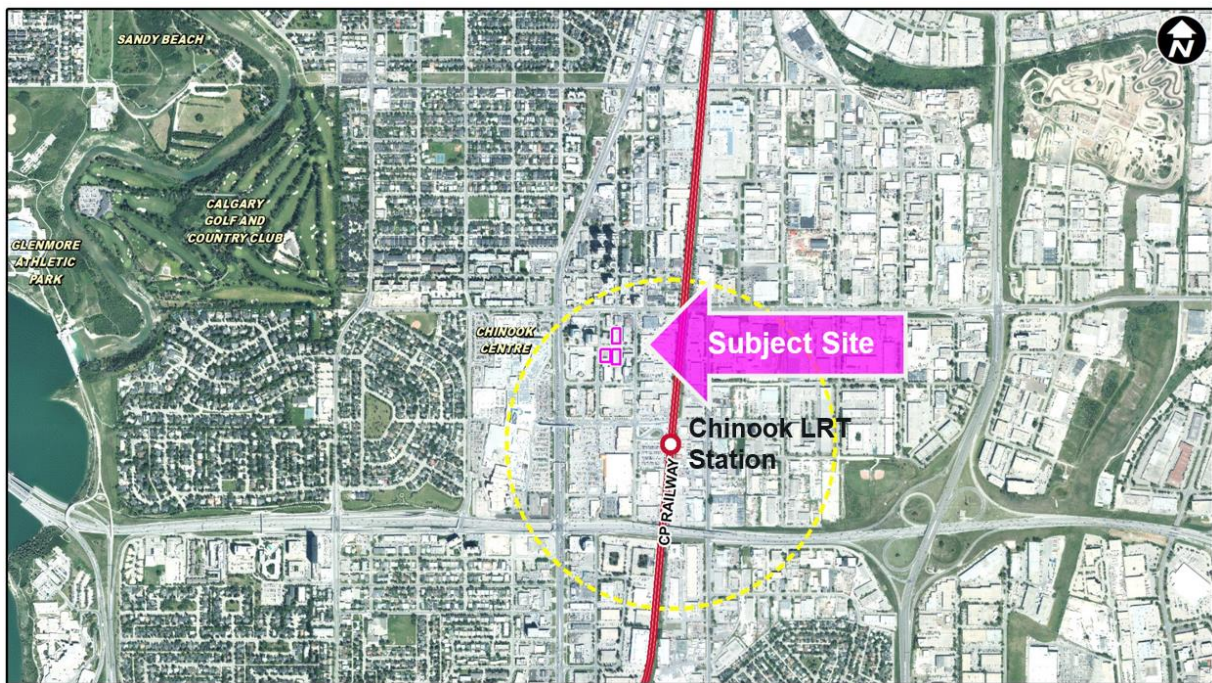 SANDY BEACH
N
CALGARY
GOLF AND
COUNTRY CLUB
GLENMORE
ATHLETIC
PARK
CHINOOK
CENTRE
Subject Site
Chinook LRT
Station
CP RAILWAY